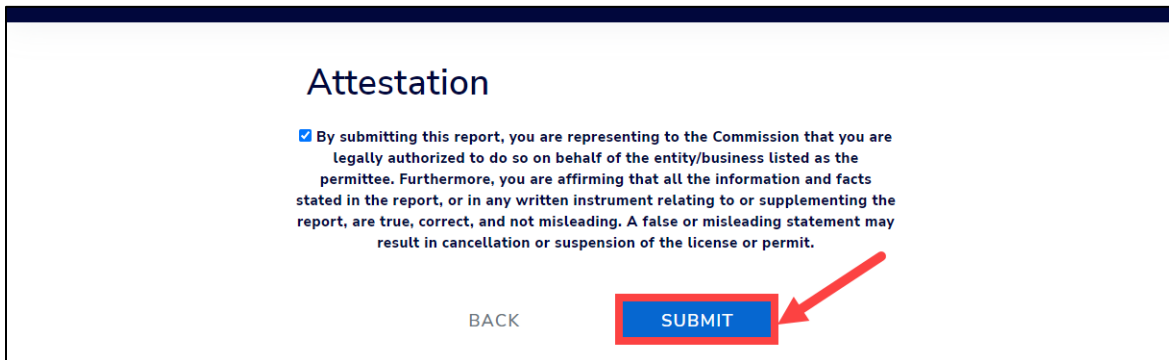 Attestation
By submitting this report, you are representing to the Commission that you are
legally authorized to do so on behalf of the entity/business listed as the
permittee. Furthermore, you are affirming that all the information and facts
stated in the report, or in any written instrument relating to or supplementing the
report, are true, correct, and not misleading. A false or misleading statement may
result in cancellation or suspension of the license or permit.
BACK SUBMIT